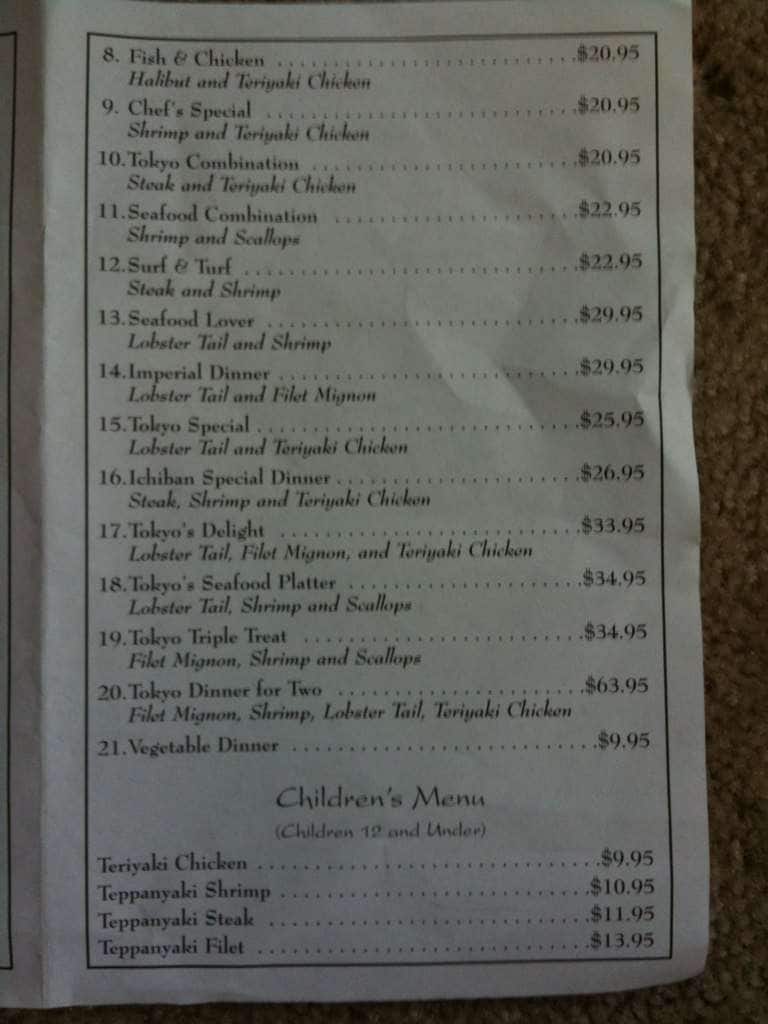 8. Fish & Chicken ............................$20.95
Halibut and Teriyaki Chicken
9. Chef's Special ............................$20.95
Shrimp and Teriyaki Chicken
10.Tokyo Combination ........................$20.95
Steak and Teriyaki Chicken
11.Seafood Combination ......................$22.95
Shrimp and Scallops
12.Surf & Turf ..............................$22.95
Steak and Shrimp
13.Seafood Lover ............................$29.95
Lobster Tail and Shrimp
14.Imperial Dinner ..........................$29.95
Lobster Tail and Filet Mignon
15.Tokyo Special ............................$25.95
Lobster Tail and Teriyaki Chicken
16.Ichiban Special Dinner ...................$26.95
Steak, Shrimp and Teriyaki Chicken
17.Tokyo's Delight ..........................$33.95
Lobster Tail, Filet Mignon, and Teriyaki Chicken
18.Tokyo's Seafood Platter ..................$34.95
Lobster Tail, Shrimp and Scallops
19.Tokyo Triple Treat .......................$34.95
Filet Mignon, Shrimp and Scallops
20.Tokyo Dinner for Two .....................$63.95
Filet Mignon, Shrimp, Lobster Tail, Teriyaki Chicken
21.Vegetable Dinner .........................$9.95
Children's Menu
(Children 12 and Under)
Teriyaki Chicken ............................$9.95
Teppanyaki Shrimp ..........................$10.95
Teppanyaki Steak ...........................$11.95
Teppanyaki Filet ...........................$13.95